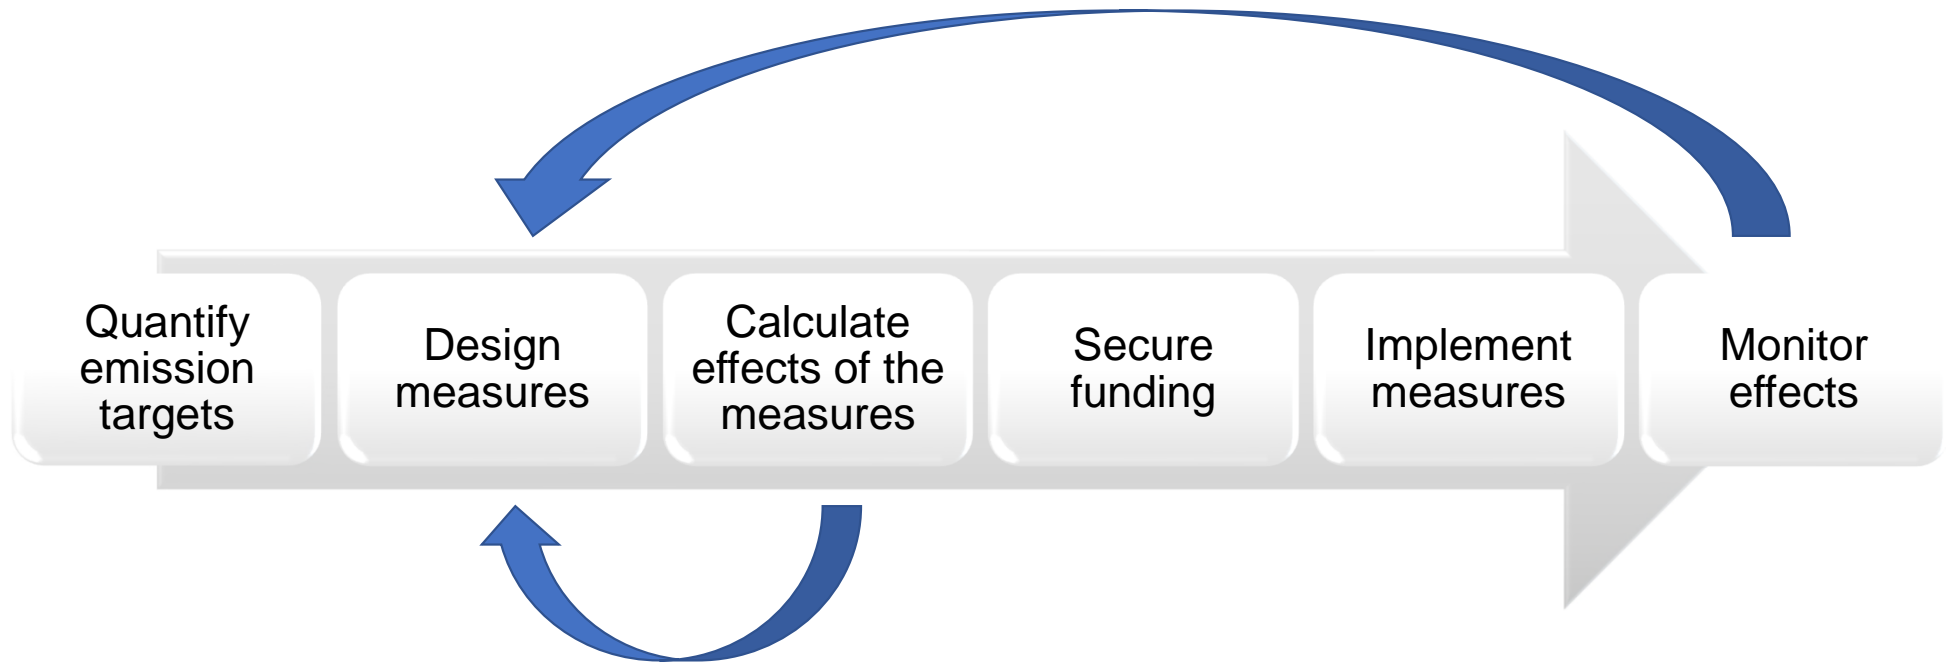 Quantify
emission
targets
Design
measures
Calculate
effects of the
measures
Secure
funding
Implement
measures
Monitor
effects